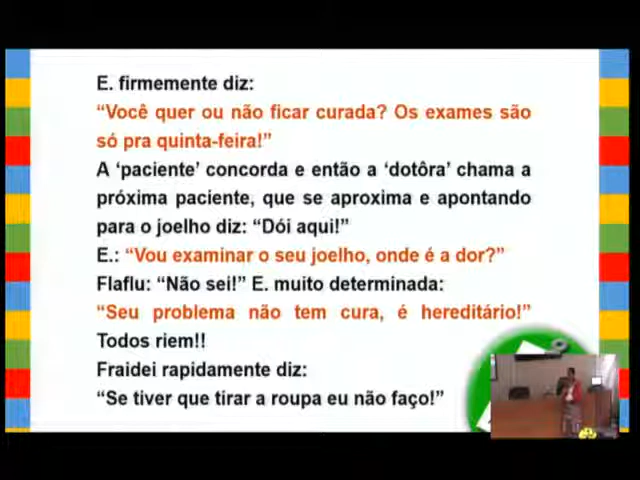 E. firmemente diz:
“Você quer ou não ficar curada? Os exames são
só pra quinta-feira!”
A ‘paciente’ concorda e então a ‘dotôra’ chama a
próxima paciente, que se aproxima e apontando
para o joelho diz: “Dói aqui!”
E.: “Vou examinar o seu joelho, onde é a dor?”
Flaflu: “Não sei!” E. muito determinada:
“Seu problema não tem cura, é hereditário!”
Todos riem!!
Fraidei rapidamente diz:
“Se tiver que tirar a roupa eu não faço!”